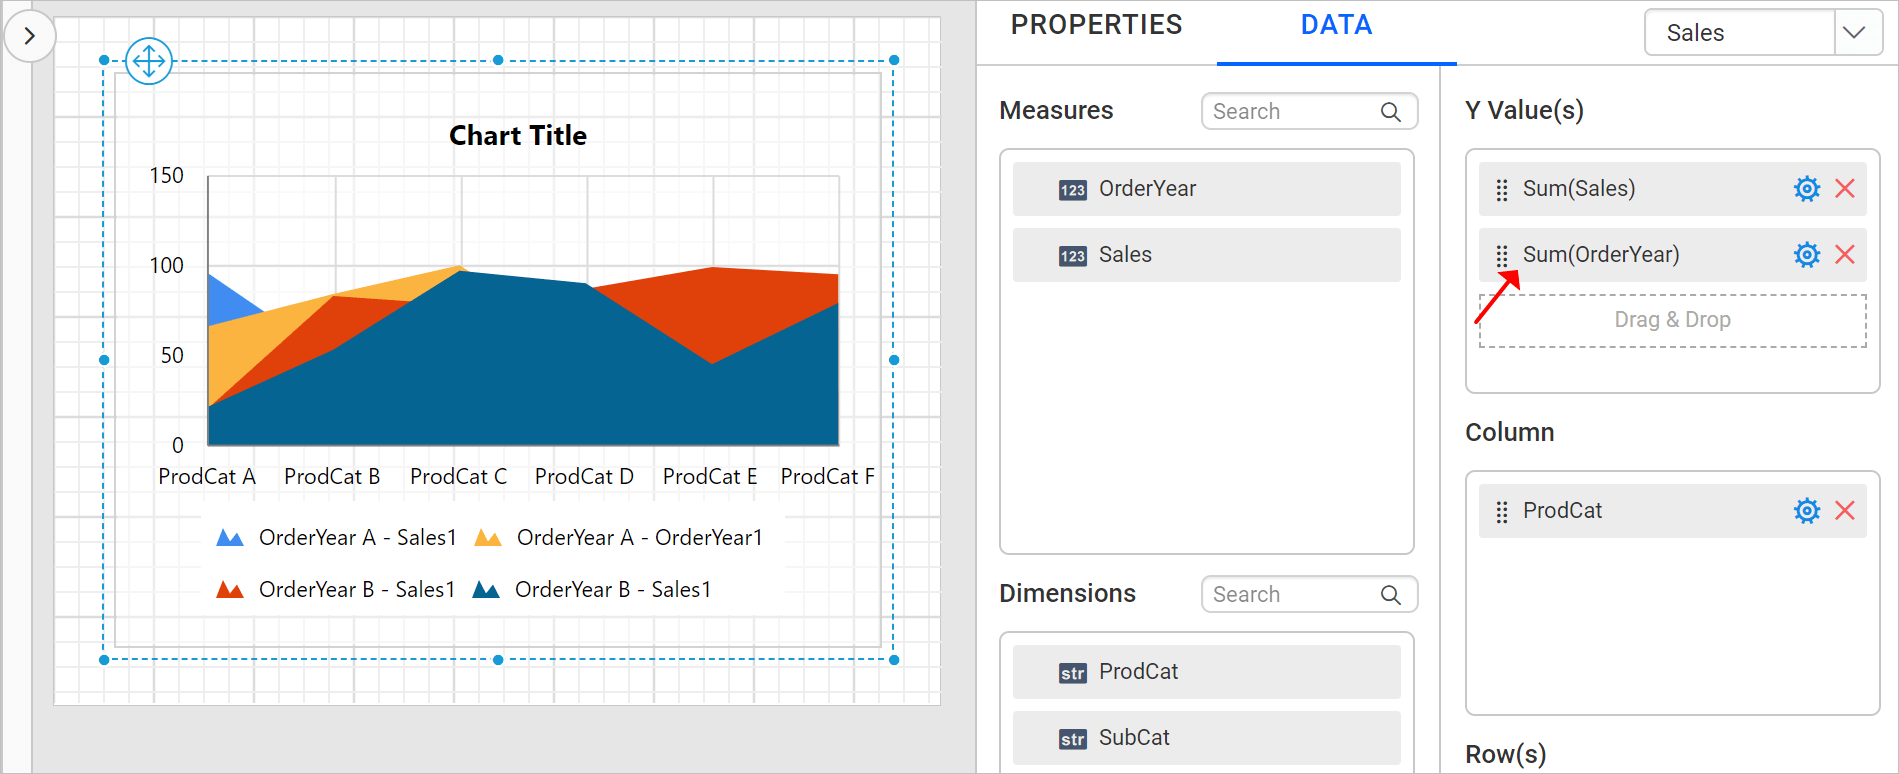 PROPERTIES
DATA
Sales
Chart Title
150
100
50
0
ProdCat A ProdCat B ProdCat C ProdCat D ProdCat E ProdCat F
OrderYear A - Sales1 OrderYear A - OrderYear1
OrderYear B - Sales1 OrderYear B - Sales1
Measures
Search
123 OrderYear
123 Sales
Dimensions
Search
str ProdCat
str SubCat
Y Value(s)
Sum(Sales)
Sum(OrderYear)
Drag & Drop
Column
ProdCat
Row(s)